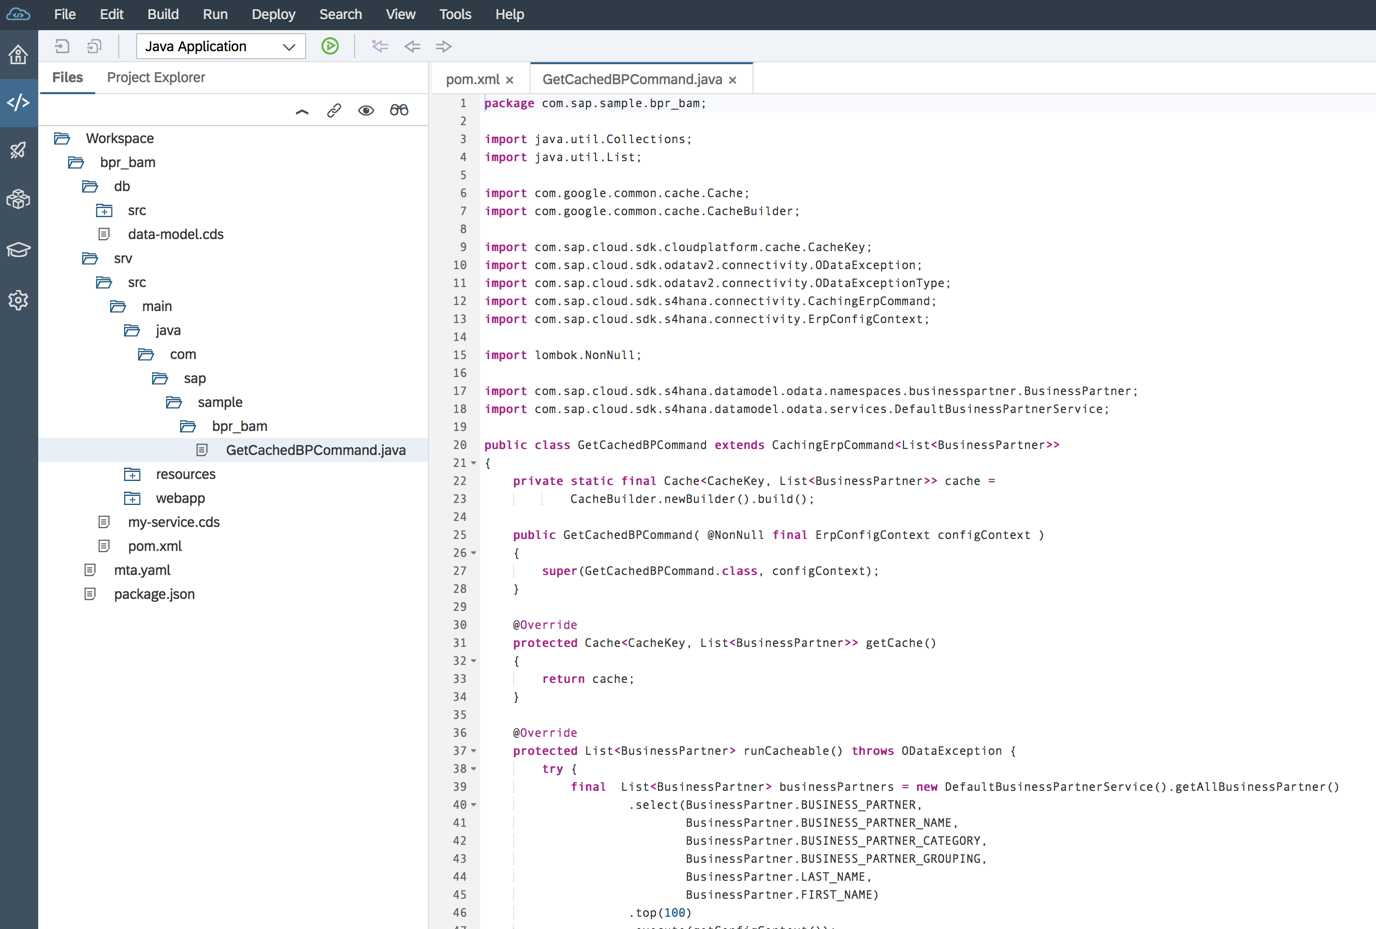 File Edit Build Run Deploy Search View Tools Help
Java Application
Files Project Explorer
pom.xml × GetCachedBPCommand.java ×
Workspace
bpr_bam
db
src
data-model.cds
srv
src
main
java
com
sap
sample
bpr_bam
GetCachedBPCommand.java
resources
webapp
my-service.cds
pom.xml
mta.yaml
package.json
1 package com.sap.sample.bpr_bam;
2
3 import java.util.Collections;
4 import java.util.List;
5
6 import com.google.common.cache.Cache;
7 import com.google.common.cache.CacheBuilder;
8
9 import com.sap.cloud.sdk.cloudplatform.cache.CacheKey;
10 import com.sap.cloud.sdk.odatav2.connectivity.ODataException;
11 import com.sap.cloud.sdk.odatav2.connectivity.ODataExceptionType;
12 import com.sap.cloud.sdk.s4hana.connectivity.CachingErpCommand;
13 import com.sap.cloud.sdk.s4hana.connectivity.ErpConfigContext;
14
15 import lombok.NonNull;
16
17 import com.sap.cloud.sdk.s4hana.datamodel.odata.namespaces.businesspartner.BusinessPartner;
18 import com.sap.cloud.sdk.s4hana.datamodel.odata.services.DefaultBusinessPartnerService;
19
20 public class GetCachedBPCommand extends CachingErpCommand<List<BusinessPartner>>
21 {
22 private static final Cache<CacheKey, List<BusinessPartner>> cache =
23 CacheBuilder.newBuilder().build();
24
25 public GetCachedBPCommand( @NonNull final ErpConfigContext configContext )
26 {
27 super(GetCachedBPCommand.class, configContext);
28 }
29
30 @Override
31 protected Cache<CacheKey, List<BusinessPartner>> getCache()
32 {
33 return cache;
34 }
35
36 @Override
37 protected List<BusinessPartner> runCacheable() throws ODataException {
38 try {
39 final List<BusinessPartner> businessPartners = new DefaultBusinessPartnerService().getAllBusinessPartner()
40 .select(BusinessPartner.BUSINESS_PARTNER,
41 BusinessPartner.BUSINESS_PARTNER_NAME,
42 BusinessPartner.BUSINESS_PARTNER_CATEGORY,
43 BusinessPartner.BUSINESS_PARTNER_GROUPING,
44 BusinessPartner.LAST_NAME,
45 BusinessPartner.FIRST_NAME)
46 .top(100)